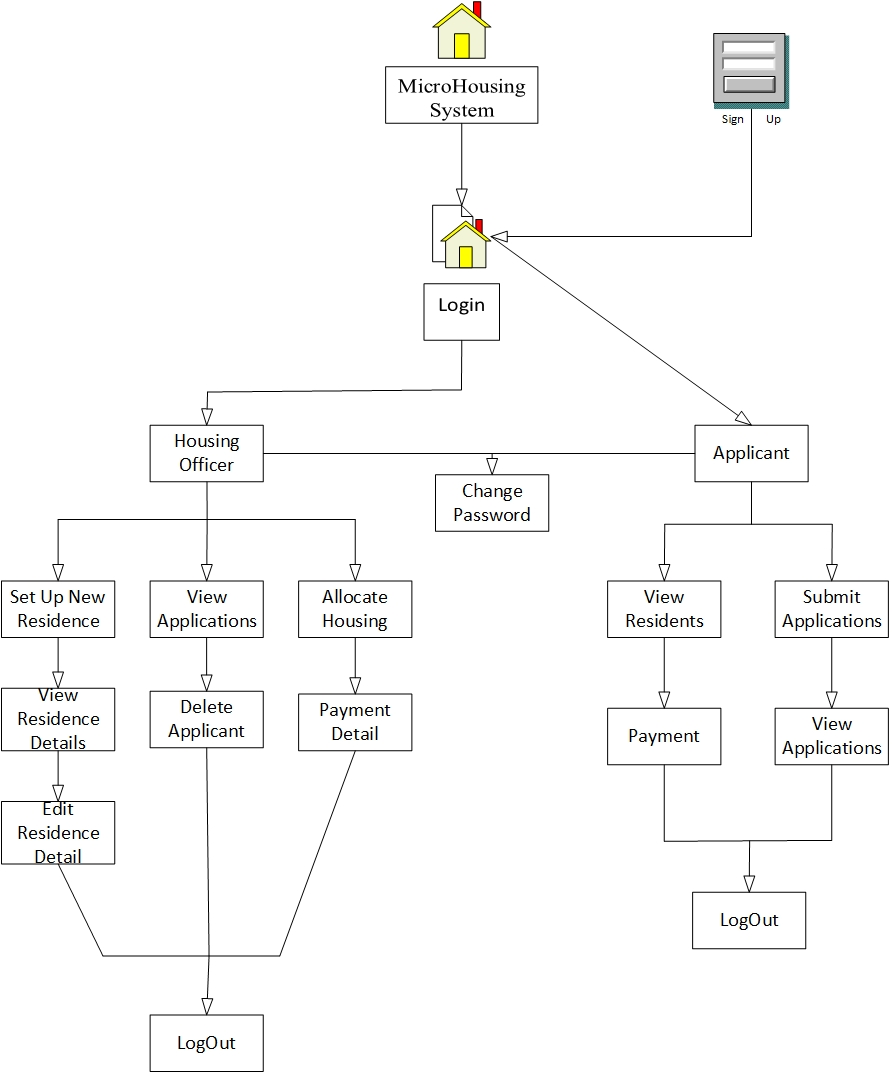 MicroHousing
System
Sign Up
Login
Housing
Officer
Applicant
Change
Password
Set Up New
Residence
View
Applications
Allocate
Housing
View
Residents
Submit
Applications
View
Residence
Details
Delete
Applicant
Payment
Detail
Payment
View
Applications
Edit
Residence
Detail
LogOut
LogOut